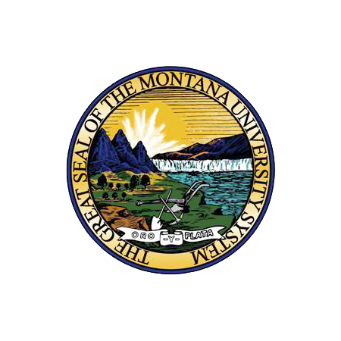 THE GREAT SEAL OF THE MONTANA UNIVERSITY SYSTEM
ORO
-Y-
PLATA